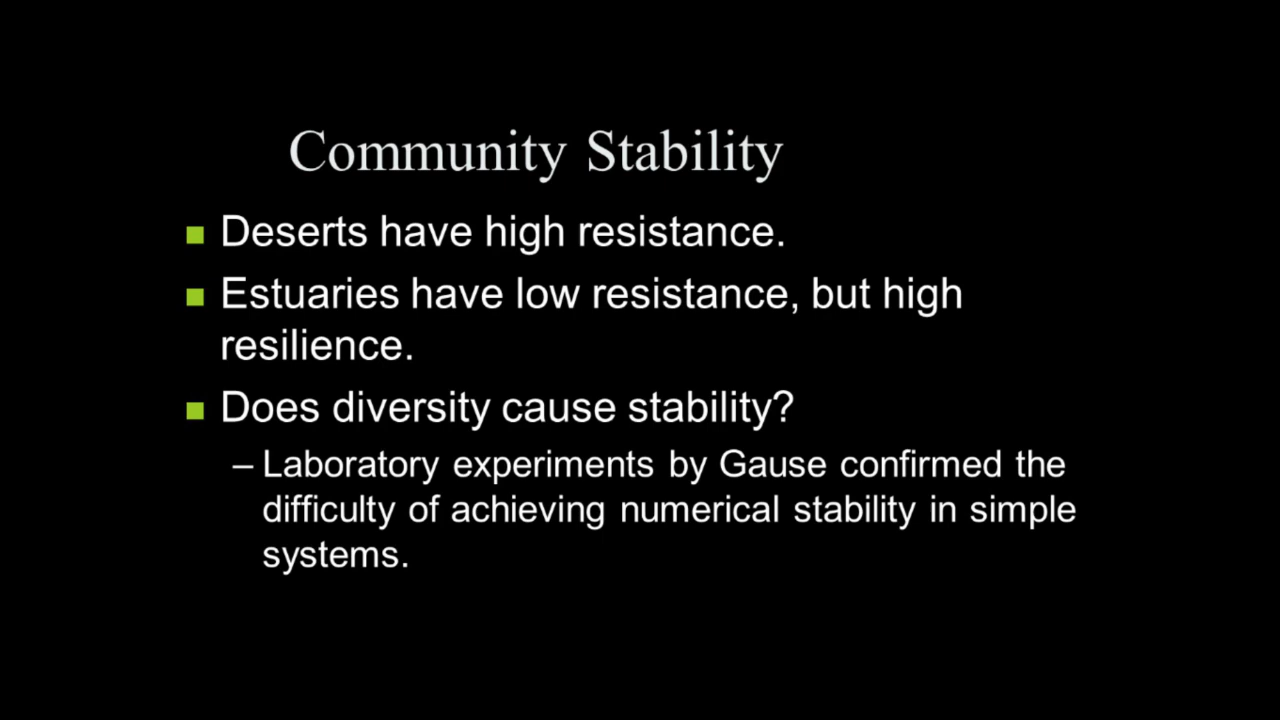 Community Stability
Deserts have high resistance.
Estuaries have low resistance, but high
resilience.
Does diversity cause stability?
– Laboratory experiments by Gause confirmed the
difficulty of achieving numerical stability in simple
systems.